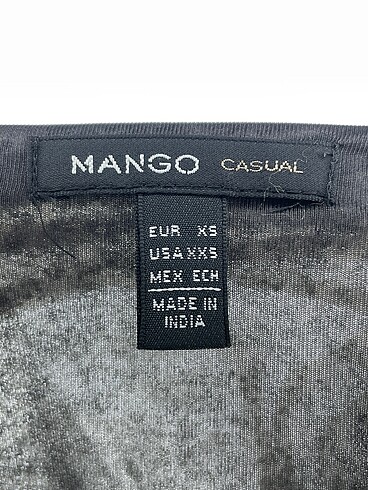 MANGO CASUAL
EUR XS
USA XXS
MEX ECH
MADE IN
INDIA